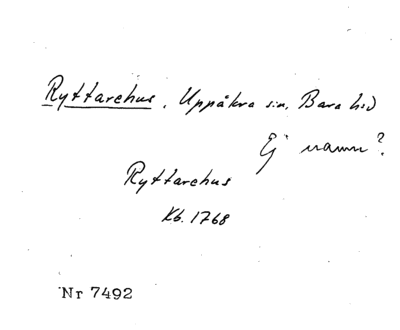 Ryttarehus, Uppåkra sn, Bara hd
Ej namn?
Ryttarehus
Kb. 1768
Nr 7492